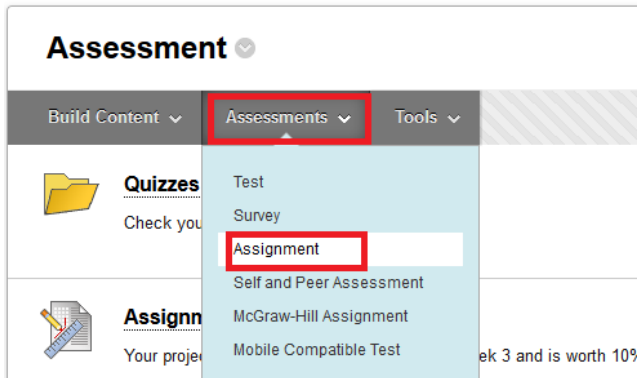 Assessment
Build Content
Assessments
Tools
Quizzes
Check you
Test
Survey
Assignment
Self and Peer Assessment
McGraw-Hill Assignment
Mobile Compatible Test
Assignn
Your proje
ek 3 and is worth 10%